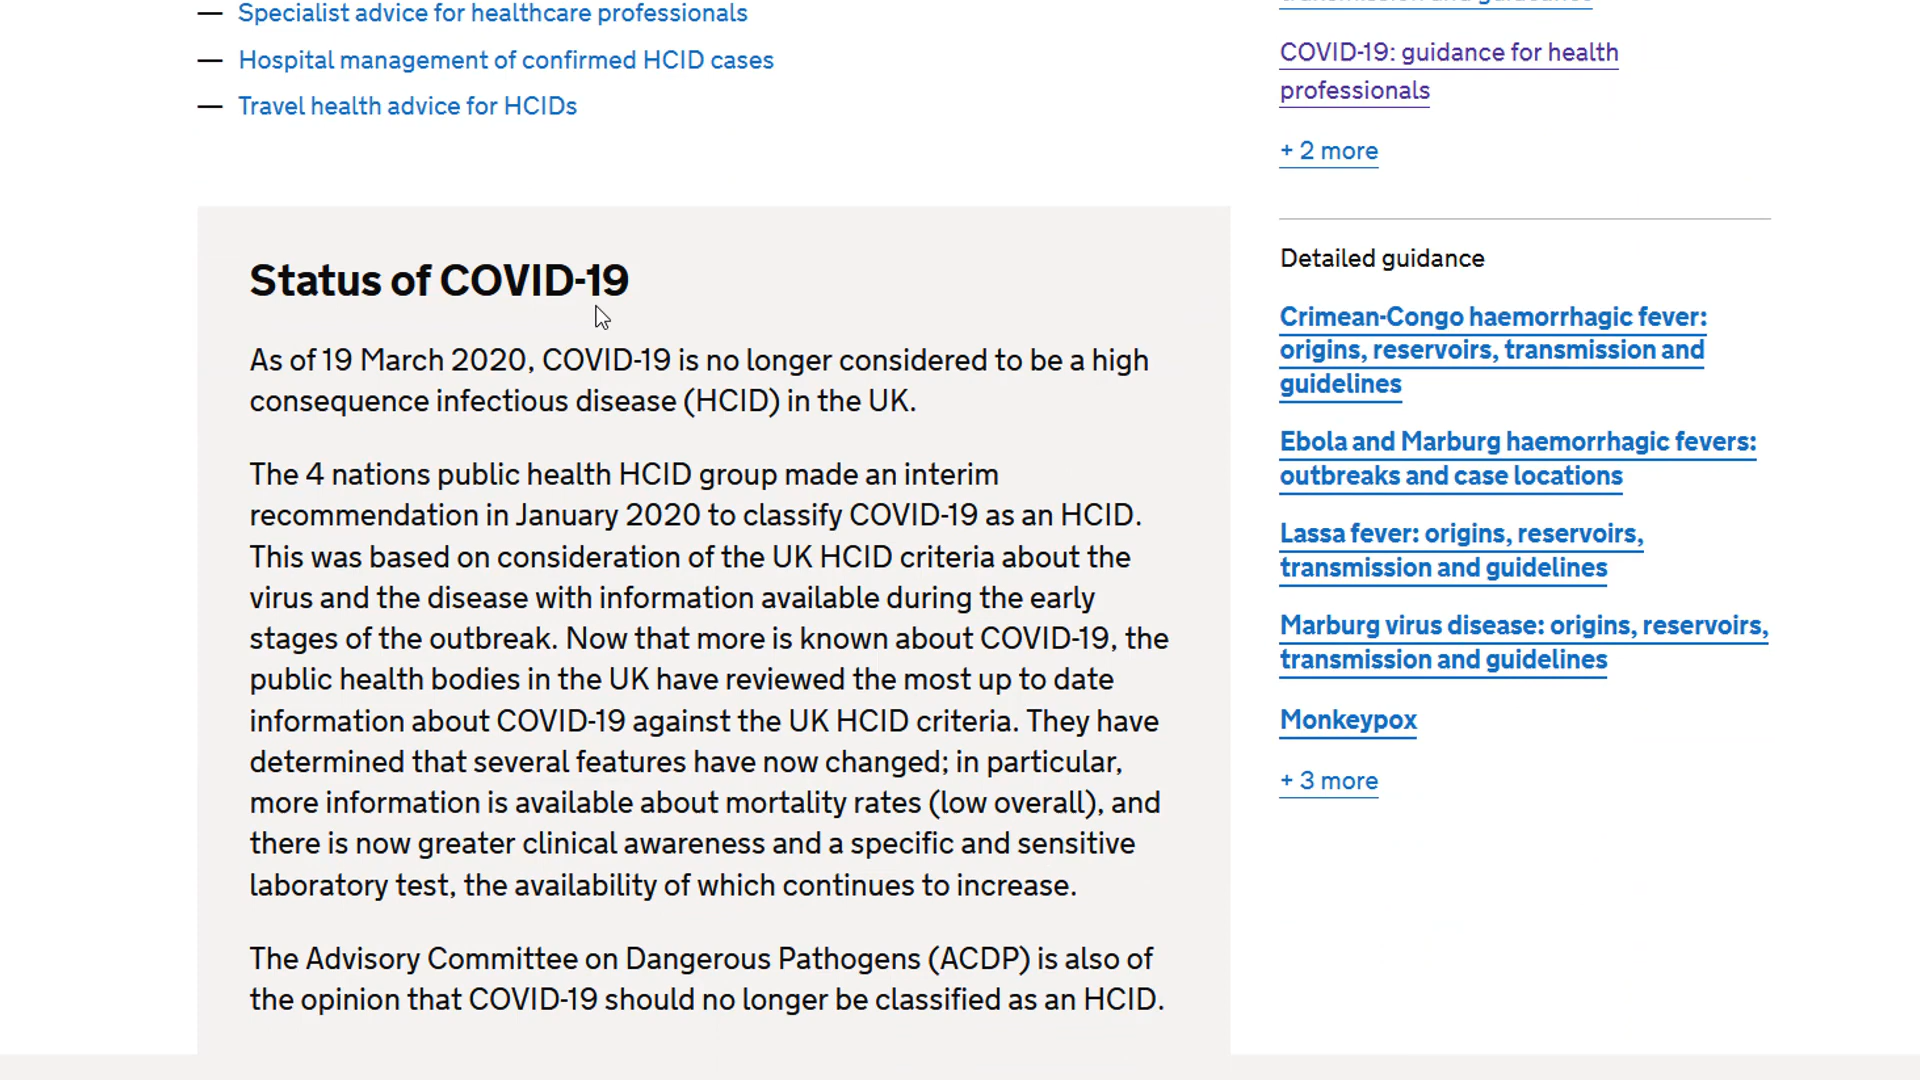 — Specialist advice for healthcare professionals
— Hospital management of confirmed HCID cases
— Travel health advice for HCIDs
Status of COVID-19
As of 19 March 2020, COVID-19 is no longer considered to be a high
consequence infectious disease (HCID) in the UK.
The 4 nations public health HCID group made an interim
recommendation in January 2020 to classify COVID-19 as an HCID.
This was based on consideration of the UK HCID criteria about the
virus and the disease with information available during the early
stages of the outbreak. Now that more is known about COVID-19, the
public health bodies in the UK have reviewed the most up to date
information about COVID-19 against the UK HCID criteria. They have
determined that several features have now changed; in particular,
more information is available about mortality rates (low overall), and
there is now greater clinical awareness and a specific and sensitive
laboratory test, the availability of which continues to increase.
The Advisory Committee on Dangerous Pathogens (ACDP) is also of
the opinion that COVID-19 should no longer be classified as an HCID.
transmission and guidance
COVID-19: guidance for health
professionals
+ 2 more
Detailed guidance
Crimean-Congo haemorrhagic fever:
origins, reservoirs, transmission and
guidelines
Ebola and Marburg haemorrhagic fevers:
outbreaks and case locations
Lassa fever: origins, reservoirs,
transmission and guidelines
Marburg virus disease: origins, reservoirs,
transmission and guidelines
Monkeypox
+ 3 more